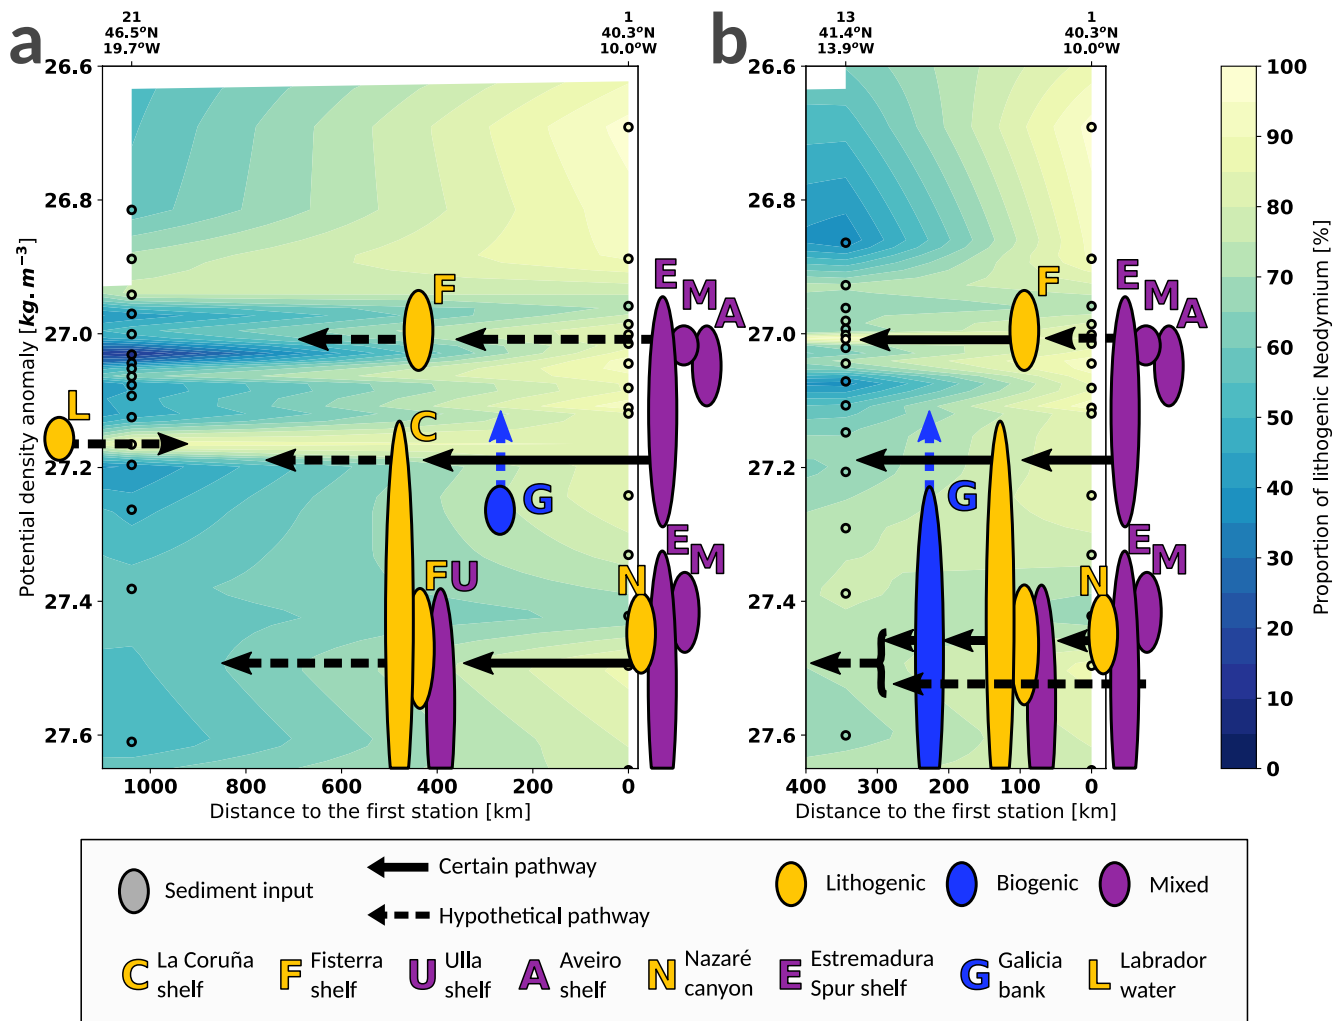 a
21
46.5°N
19.7°W
1
40.3°N
10.0°W
b
13
41.4°N
13.9°W
1
40.3°N
10.0°W
26.6
26.8
27.0
27.2
27.4
27.6
Potential density anomaly [kg. m⁻³]
1000 800 600 400 200 0
Distance to the first station [km]
L
F
C
G
F U
N
E
M
A
E
M
26.6
26.8
27.0
27.2
27.4
27.6
400 300 200 100 0
Distance to the first station [km]
F
G
N
E
M
A
E
M
100
90
80
70
60
50
40
30
20
10
0
Proportion of lithogenic Neodymium [%]
Sediment input
Certain pathway
Hypothetical pathway
Lithogenic
Biogenic
Mixed
C La Coruña shelf
F Fisterra shelf
U Ulla shelf
A Aveiro shelf
N Nazaré canyon
E Estremadura Spur shelf
G Galicia bank
L Labrador water